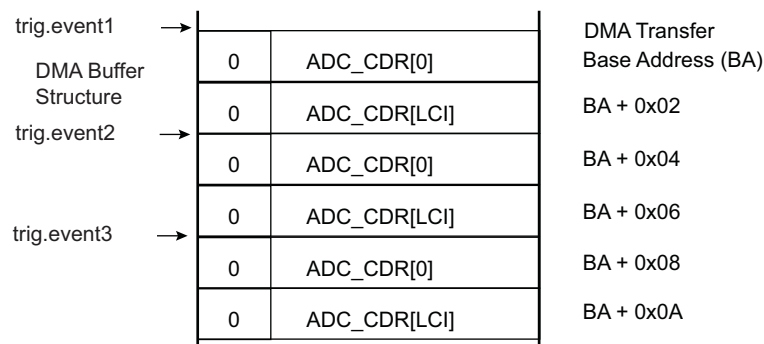 trig.event1
DMA Transfer
Base Address (BA)
DMA Buffer
Structure
0 ADC_CDR[0]
0 ADC_CDR[LCI] BA + 0x02
trig.event2
0 ADC_CDR[0] BA + 0x04
0 ADC_CDR[LCI] BA + 0x06
trig.event3
0 ADC_CDR[0] BA + 0x08
0 ADC_CDR[LCI] BA + 0x0A